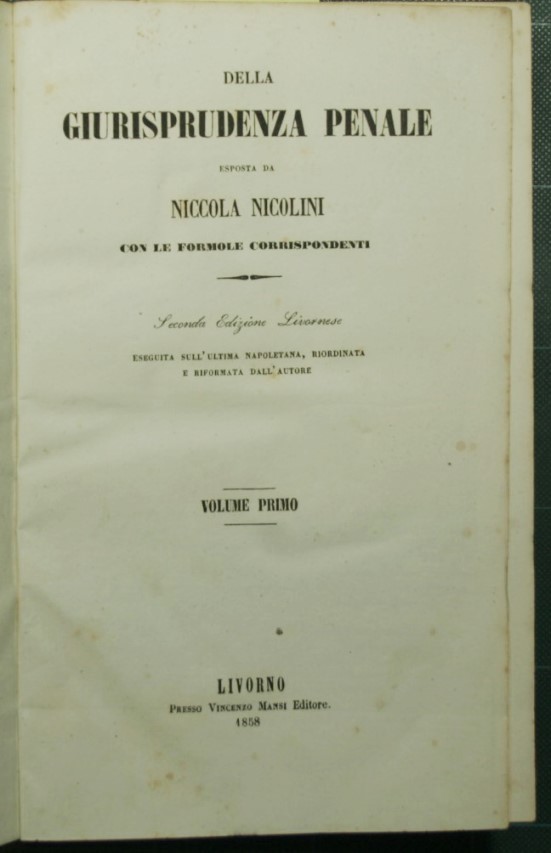 DELLA
GIURISPRUDENZA PENALE
ESPOSTA DA
NICCOLA NICOLINI
CON LE FORMOLE CORRISPONDENTI
Seconda Edizione Livornese
ESEGUITA SULL'ULTIMA NAPOLETANA, RIORDINATA
E RIFORMATA DALL'AUTORE
VOLUME PRIMO
LIVORNO
PRESSO VINCENZO MANSI Editore.
1858